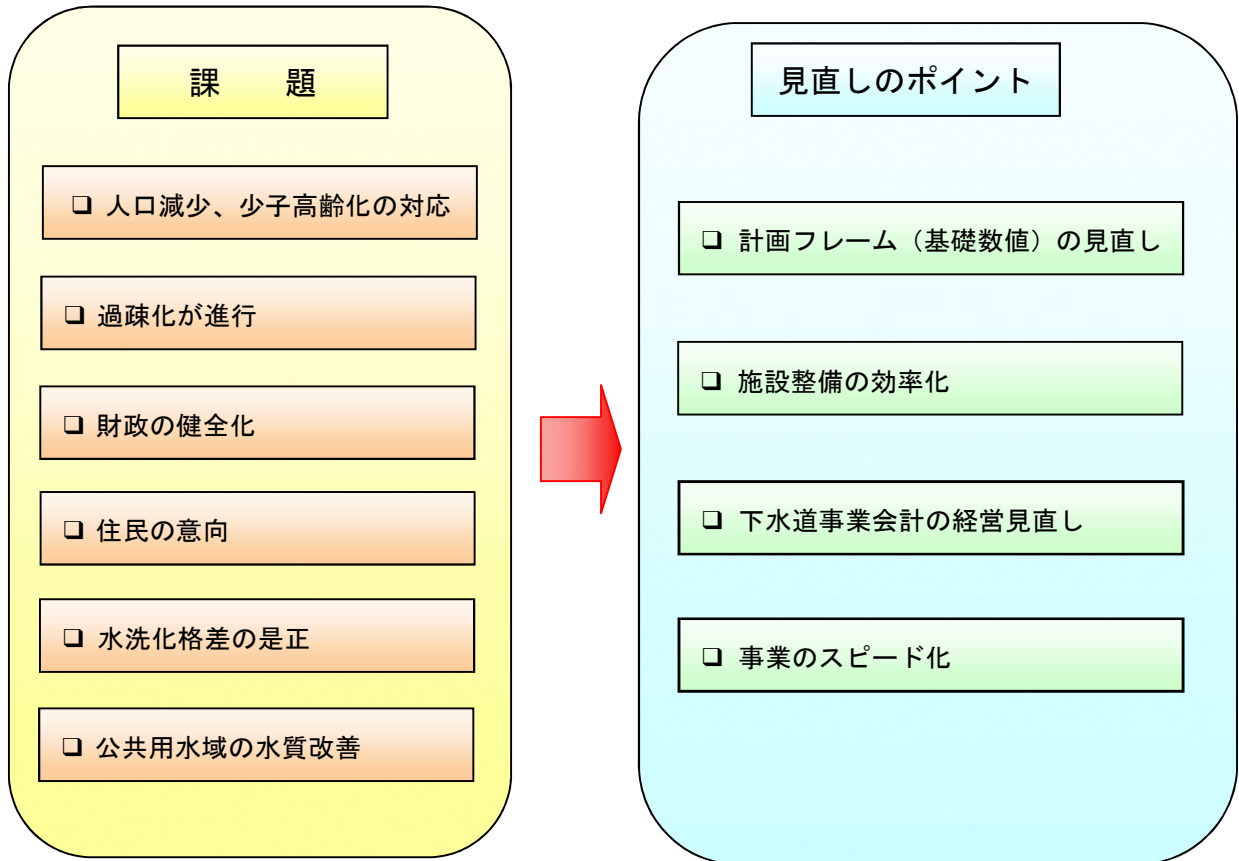 課　題
❑ 人口減少、少子高齢化の対応
❑ 過疎化が進行
❑ 財政の健全化
❑ 住民の意向
❑ 水洗化格差の是正
❑ 公共用水域の水質改善
見直しのポイント
❑ 計画フレーム（基礎数値）の見直し
❑ 施設整備の効率化
❑ 下水道事業会計の経営見直し
❑ 事業のスピード化